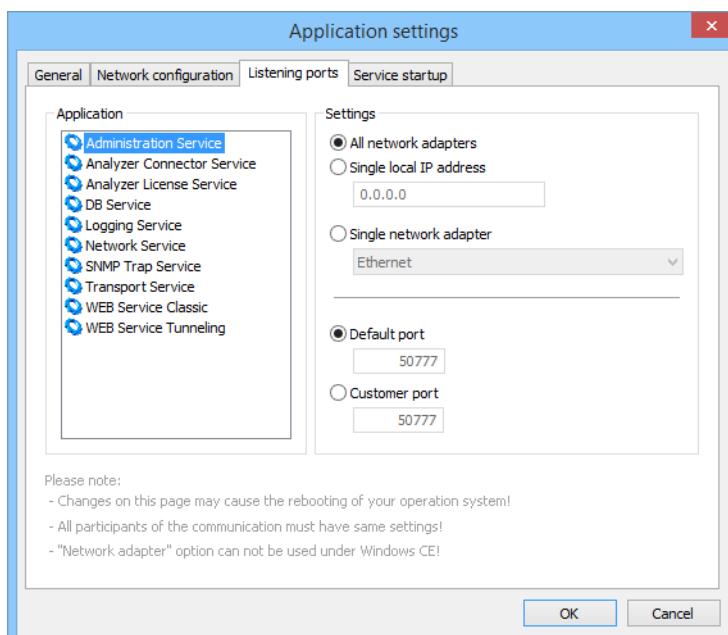 Application settings
General
Network configuration
Listening ports
Service startup
Application
Administration Service
Analyzer Connector Service
Analyzer License Service
DB Service
Logging Service
Network Service
SNMP Trap Service
Transport Service
WEB Service Classic
WEB Service Tunneling
Settings
All network adapters
Single local IP address
0.0.0.0
Single network adapter
Ethernet
Default port
50777
Customer port
50777
Please note:
- Changes on this page may cause the rebooting of your operation system!
- All participants of the communication must have same settings!
- "Network adapter" option can not be used under Windows CE!
OK
Cancel